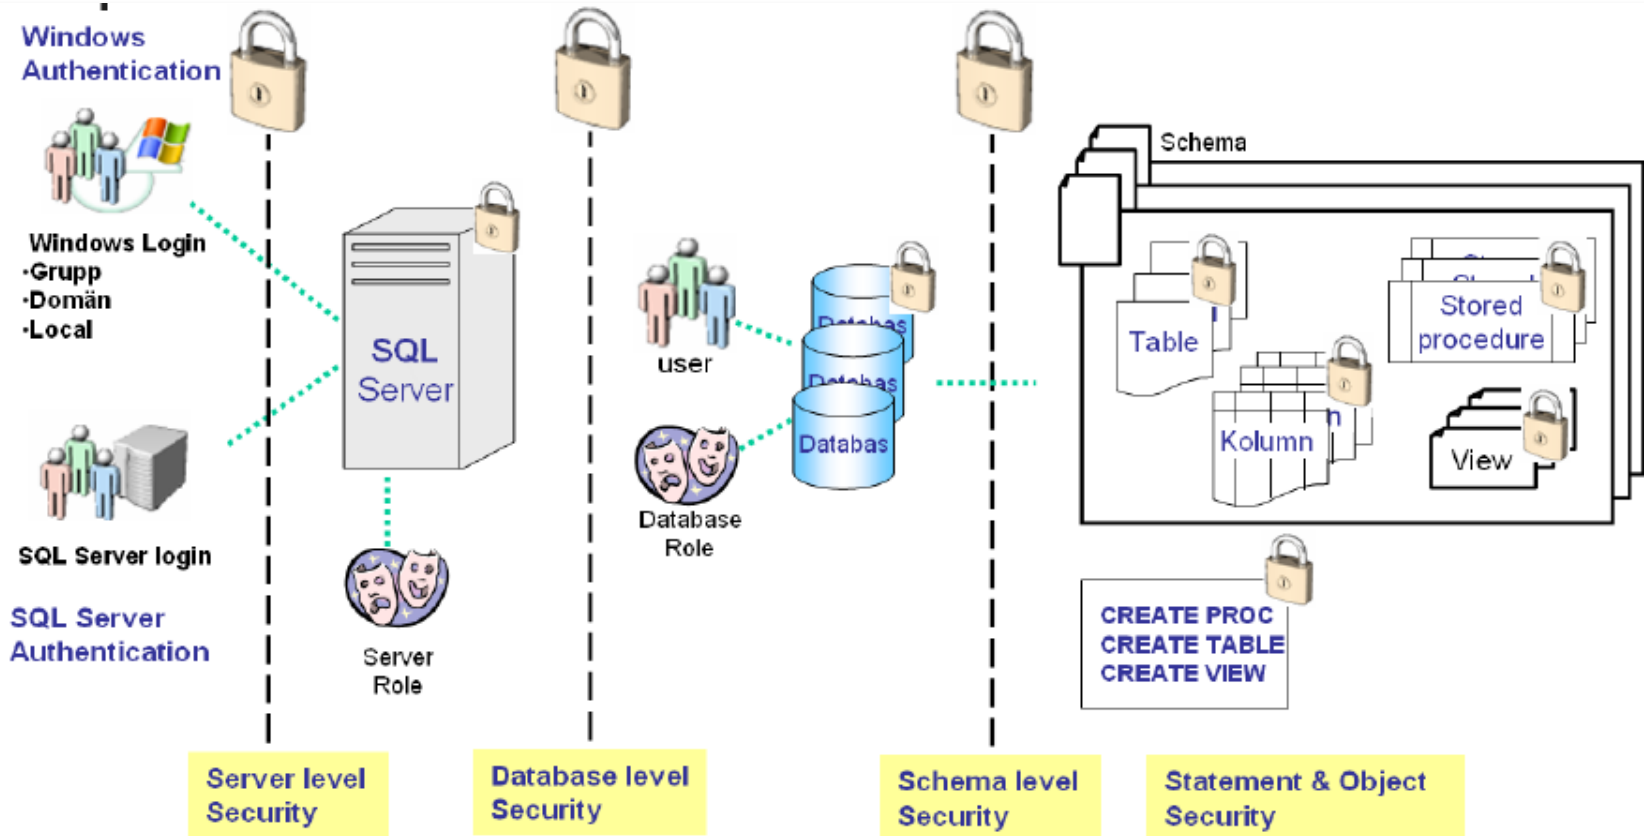 Windows
Authentication
Windows Login
·Grupp
·Domän
·Local
SQL Server login
SQL Server
Authentication
SQL
Server
Server
Role
user
Database
Role
Databas
Databas
Databas
Schema
Table
Kolumn
n
Stored
procedure
View
CREATE PROC
CREATE TABLE
CREATE VIEW
Server level
Security
Database level
Security
Schema level
Security
Statement & Object
Security